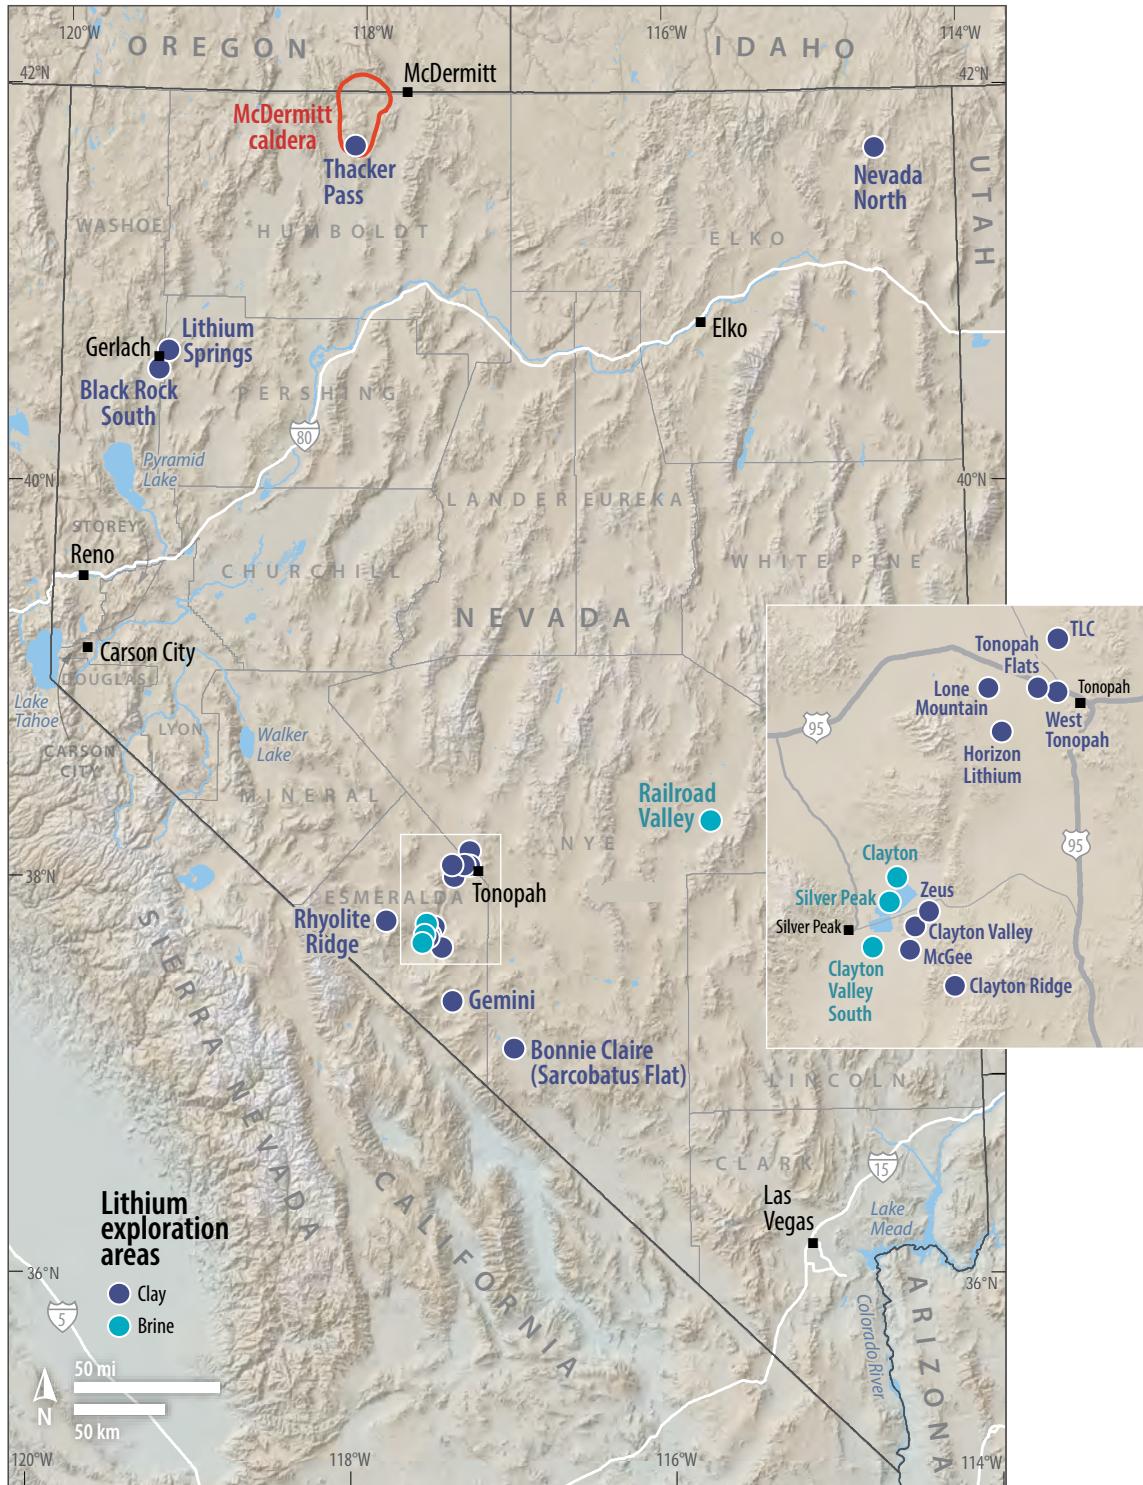 120°W
118°W
116°W
114°W
OREGON
IDAHO
42°N
42°N
McDermitt
McDermitt
caldera
Thacker
Pass
Nevada
North
UTAH
WASHOE
HUMBOLDT
ELKO
Elko
Gerlach
Lithium
Springs
Black Rock
South
PERSHING
80
Pyramid
Lake
40°N
40°N
LANDER
EUREKA
STOREY
Reno
CHURCHILL
WHITE PINE
NEVADA
Carson City
DOUGLAS
Lake
Tahoe
LYON
Walker
Lake
CARSON
CITY
MINERAL
Railroad
Valley
NYE
38°N
ESMERALDA
Tonopah
Rhyolite
Ridge
Gemini
Bonnie Claire
(Sarcobatus Flat)
SIERRA NEVADA
CALIFORNIA
LINCOLN
CLARK
15
Las
Vegas
Lake
Mead
Colorado River
ARIZONA
36°N
36°N
TLC
Tonopah
Flats
Tonopah
Lone
Mountain
West
Tonopah
95
Horizon
Lithium
95
Clayton
Silver Peak
Zeus
Silver Peak
Clayton Valley
McGee
Clayton
Valley
South
Clayton Ridge
Lithium
exploration
areas
Clay
Brine
5
50 mi
N
50 km
120°W
118°W
116°W
114°W